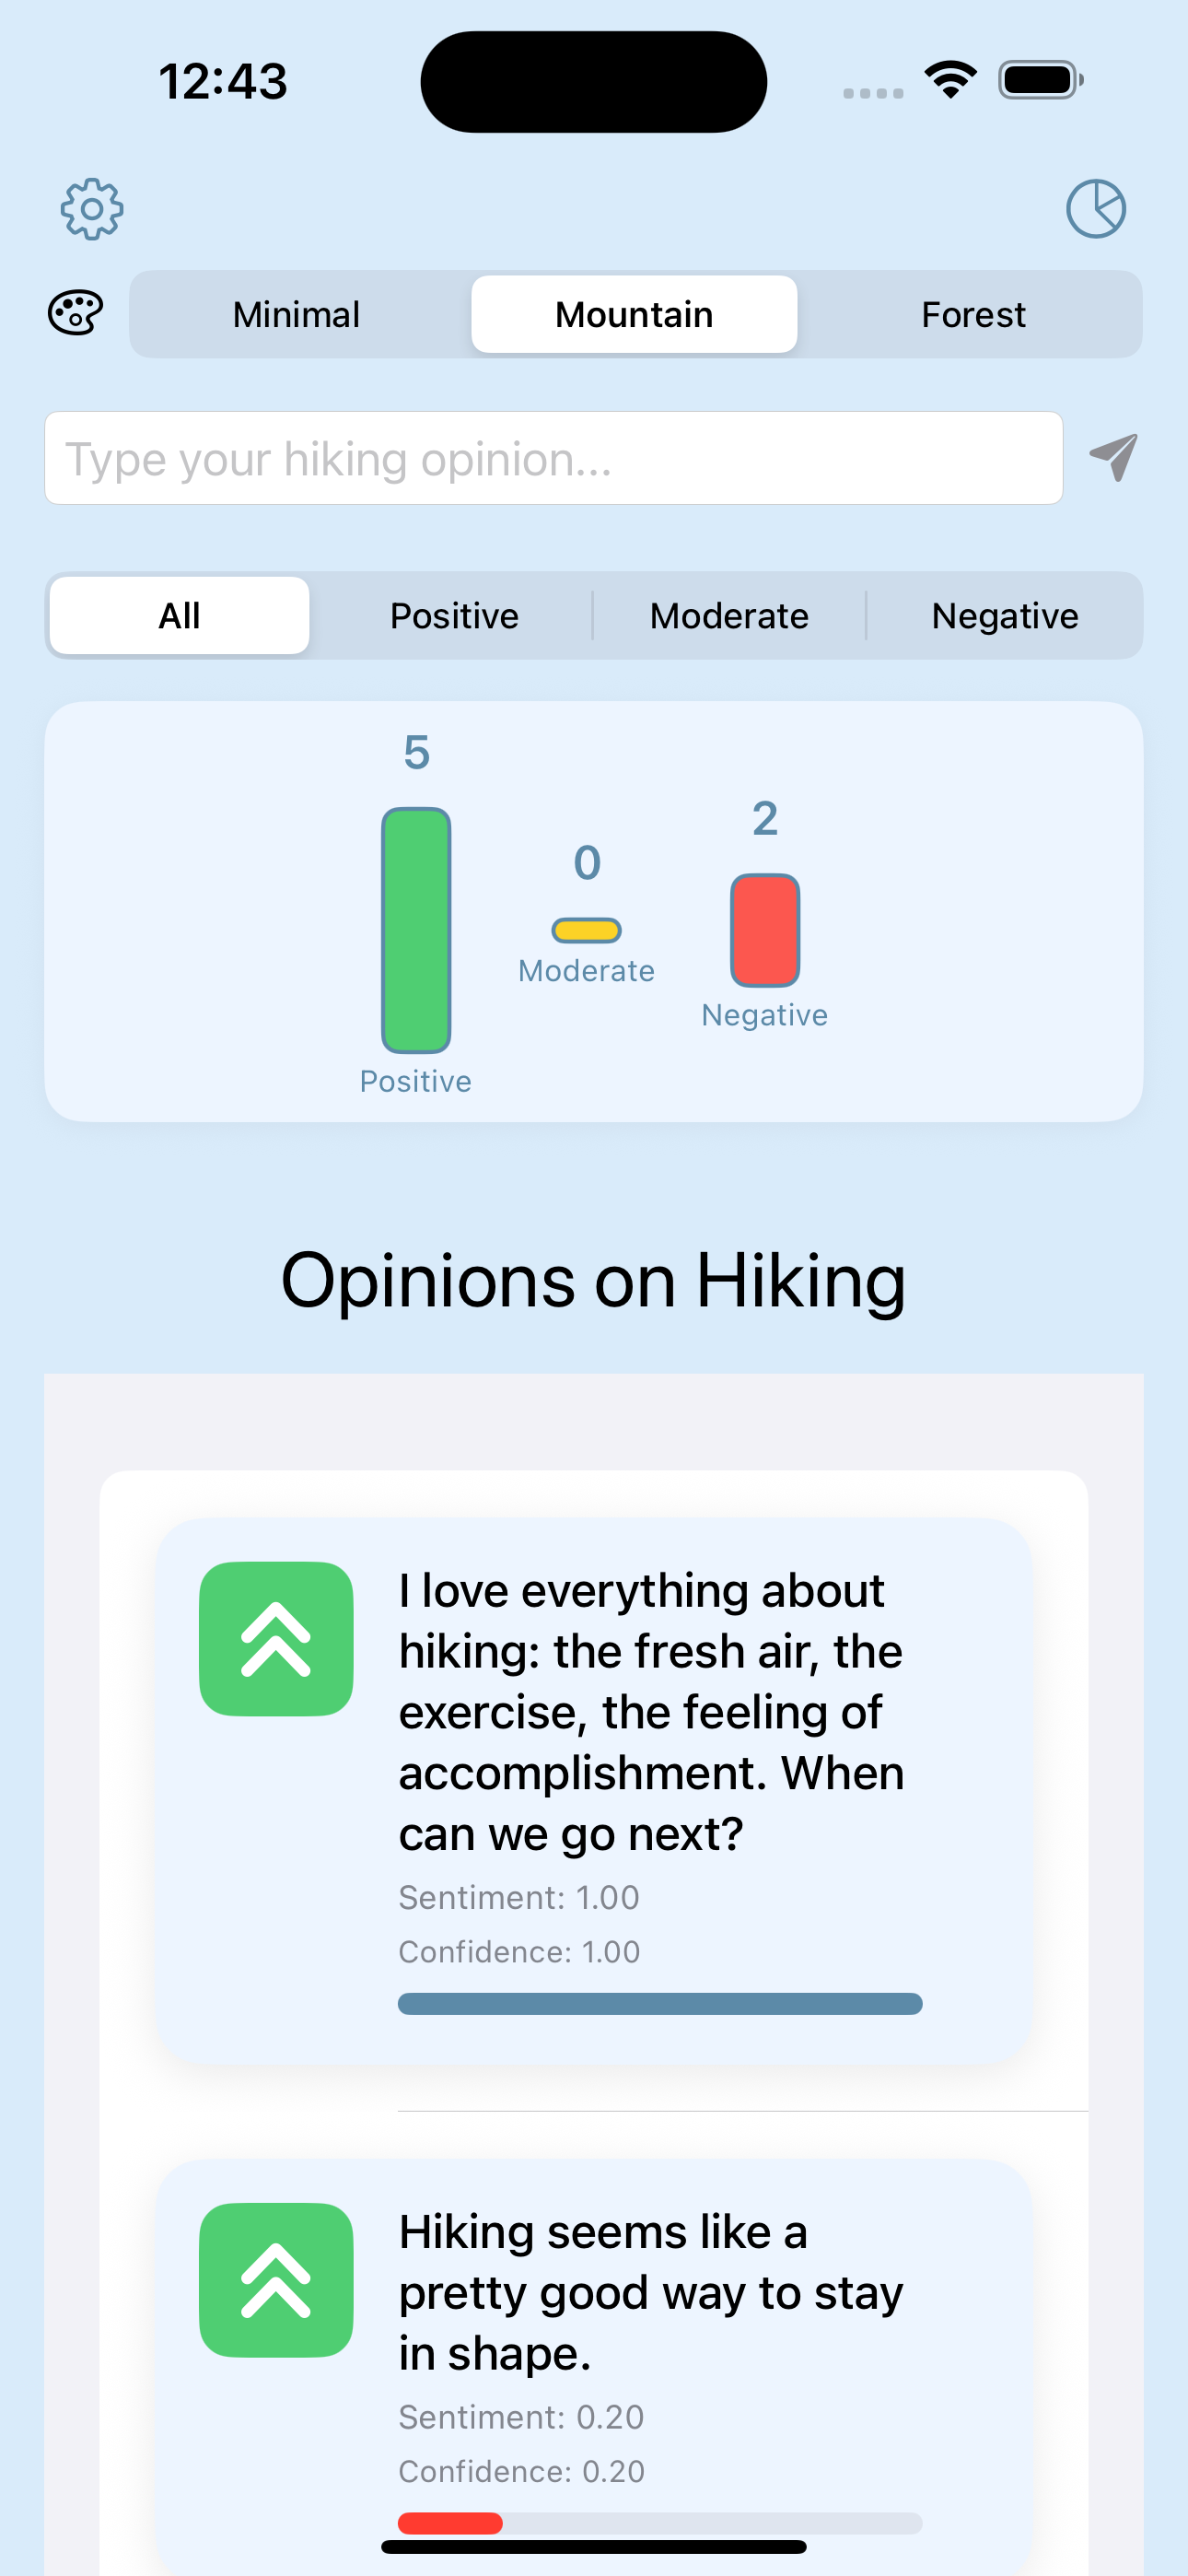 12:43
Minimal
Mountain
Forest
Type your hiking opinion...
All
Positive
Moderate
Negative
5
0
2
Moderate
Negative
Positive
Opinions on Hiking
I love everything about
hiking: the fresh air, the
exercise, the feeling of
accomplishment. When
can we go next?
Sentiment: 1.00
Confidence: 1.00
Hiking seems like a
pretty good way to stay
in shape.
Sentiment: 0.20
Confidence: 0.20